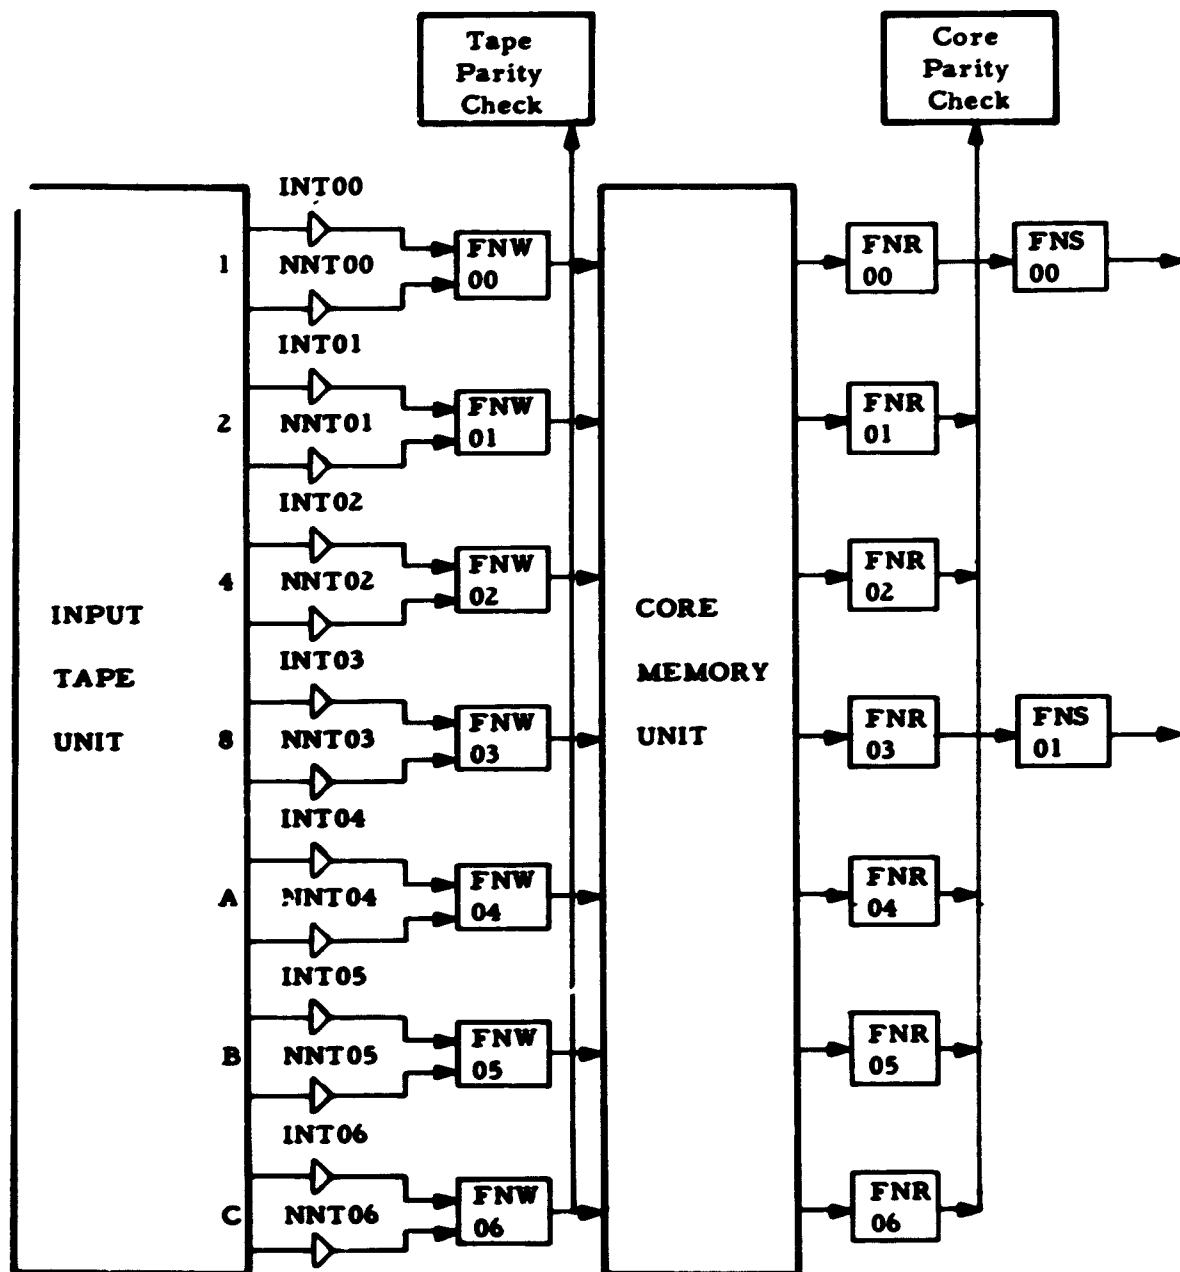 Tape
Parity
Check
Core
Parity
Check
INPUT
TAPE
UNIT
1
2
4
8
A
B
C
INT00
NNT00
INT01
NNT01
INT02
NNT02
INT03
NNT03
INT04
NNT04
INT05
NNT05
INT06
NNT06
FNW
00
FNW
01
FNW
02
FNW
03
FNW
04
FNW
05
FNW
06
CORE
MEMORY
UNIT
FNR
00
FNR
01
FNR
02
FNR
03
FNR
04
FNR
05
FNR
06
FNS
00
FNS
01